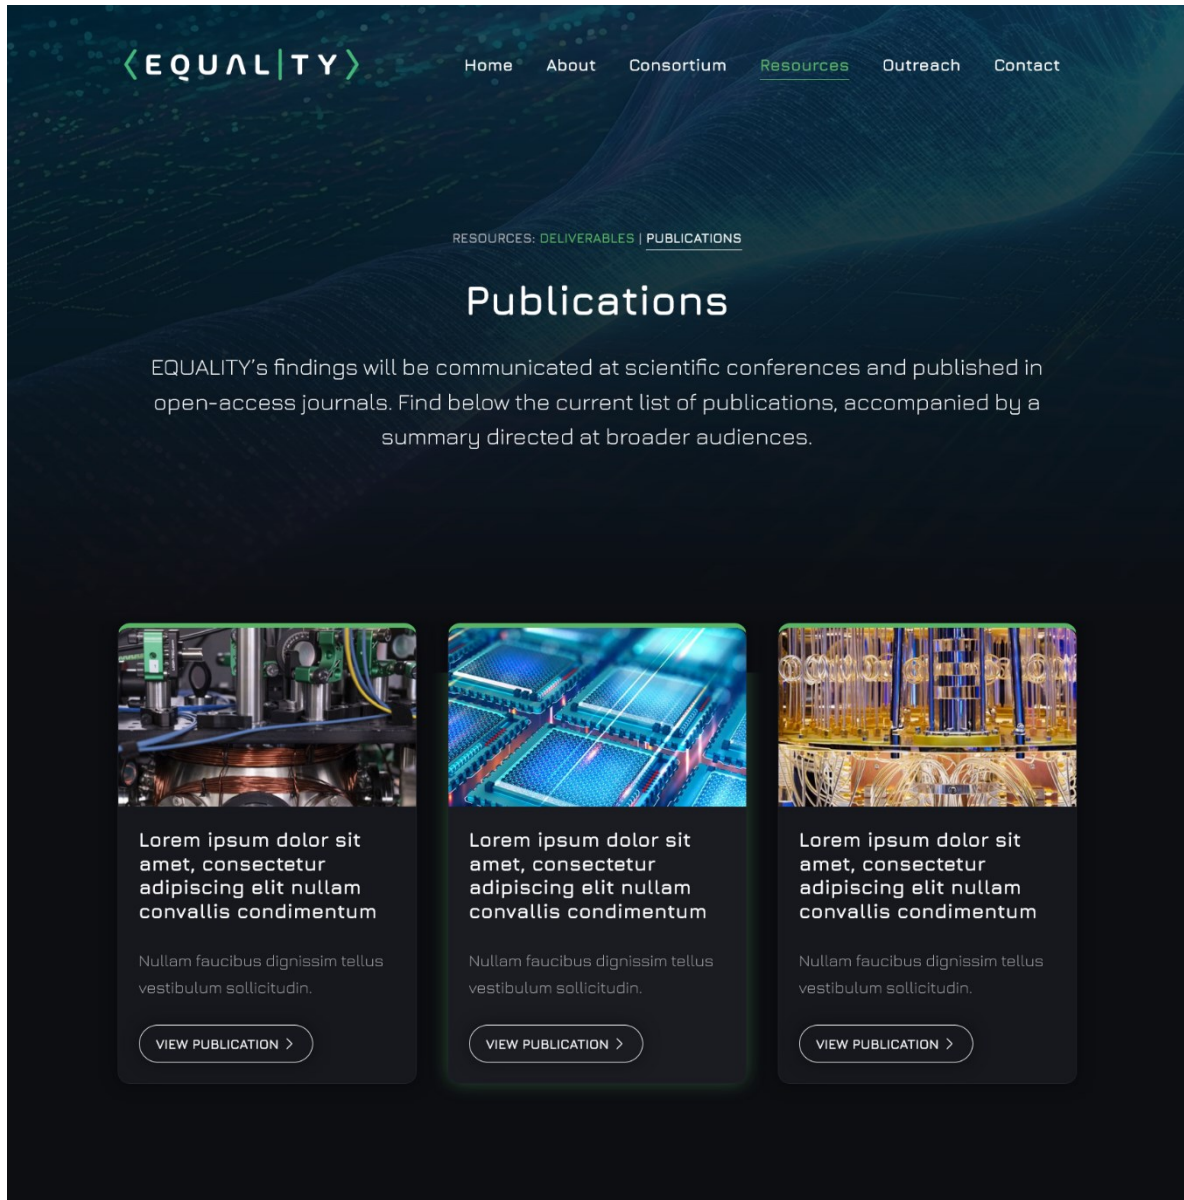 EQUALITY
Home About Consortium Resources Outreach Contact
RESOURCES: DELIVERABLES | PUBLICATIONS
Publications
EQUALITY's findings will be communicated at scientific conferences and published in
open-access journals. Find below the current list of publications, accompanied by a
summary directed at broader audiences.
Lorem ipsum dolor sit
amet, consectetur
adipiscing elit nullam
convallis condimentum
Nullam faucibus dignissim tellus
vestibulum sollicitudin.
VIEW PUBLICATION >
Lorem ipsum dolor sit
amet, consectetur
adipiscing elit nullam
convallis condimentum
Nullam faucibus dignissim tellus
vestibulum sollicitudin.
VIEW PUBLICATION >
Lorem ipsum dolor sit
amet, consectetur
adipiscing elit nullam
convallis condimentum
Nullam faucibus dignissim tellus
vestibulum sollicitudin.
VIEW PUBLICATION >